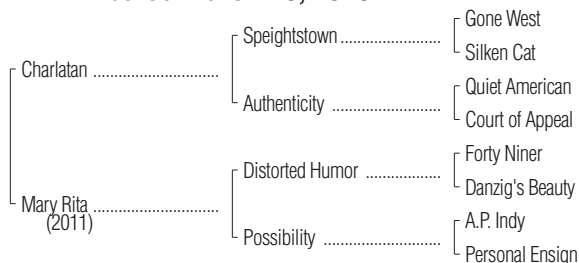 Gone West
Speightstown
Silken Cat
Charlatan
Quiet American
Authenticity
Court of Appeal
Forty Niner
Distorted Humor
Danzig's Beauty
Mary Rita
(2011)
A.P. Indy
Possibility
Personal Ensign